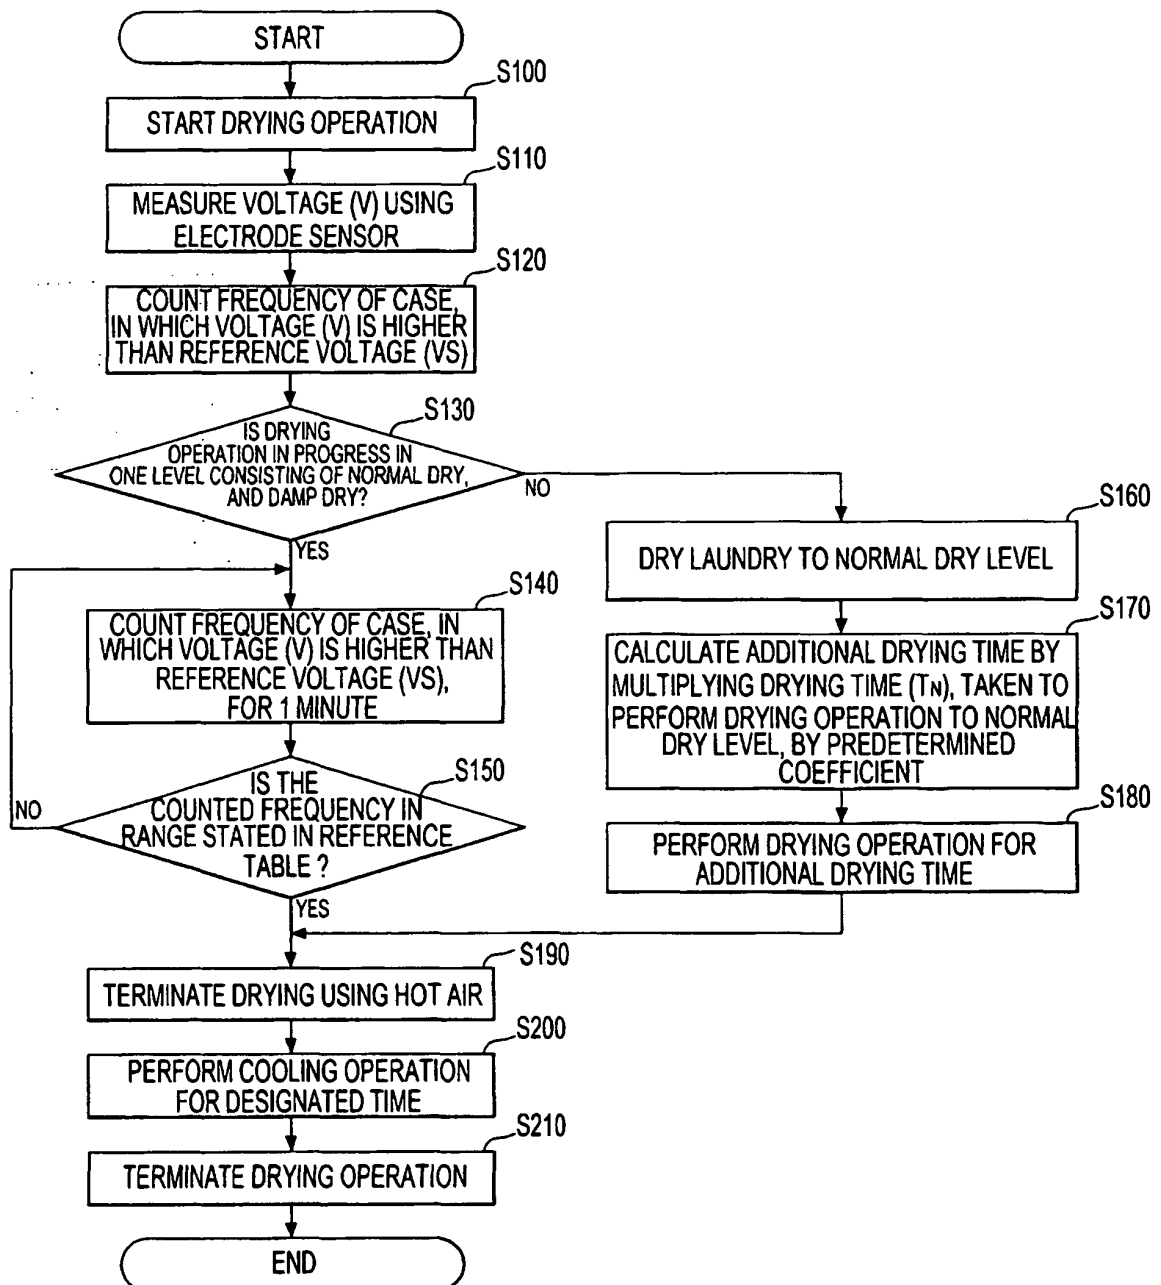 START
S100
START DRYING OPERATION
S110
MEASURE VOLTAGE (V) USING
ELECTRODE SENSOR
S120
COUNT FREQUENCY OF CASE,
IN WHICH VOLTAGE (V) IS HIGHER
THAN REFERENCE VOLTAGE (VS)
S130
IS DRYING
OPERATION IN PROGRESS IN
ONE LEVEL CONSISTING OF NORMAL DRY,
AND DAMP DRY?
NO
YES
S140
COUNT FREQUENCY OF CASE, IN
WHICH VOLTAGE (V) IS HIGHER THAN
REFERENCE VOLTAGE (VS),
FOR 1 MINUTE
S150
IS THE
COUNTED FREQUENCY IN
RANGE STATED IN REFERENCE
TABLE ?
NO
YES
S160
DRY LAUNDRY TO NORMAL DRY LEVEL
S170
CALCULATE ADDITIONAL DRYING TIME BY
MULTIPLYING DRYING TIME (TN), TAKEN TO
PERFORM DRYING OPERATION TO NORMAL
DRY LEVEL, BY PREDETERMINED
COEFFICIENT
S180
PERFORM DRYING OPERATION FOR
ADDITIONAL DRYING TIME
S190
TERMINATE DRYING USING HOT AIR
S200
PERFORM COOLING OPERATION
FOR DESIGNATED TIME
S210
TERMINATE DRYING OPERATION
END